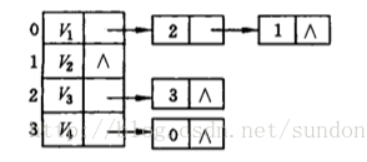 0 V₁ 2 1 ∧
1 V₂ ∧
2 V₃ 3 ∧
3 V₄ 0 ∧
http://blog.csdn.net/sundon